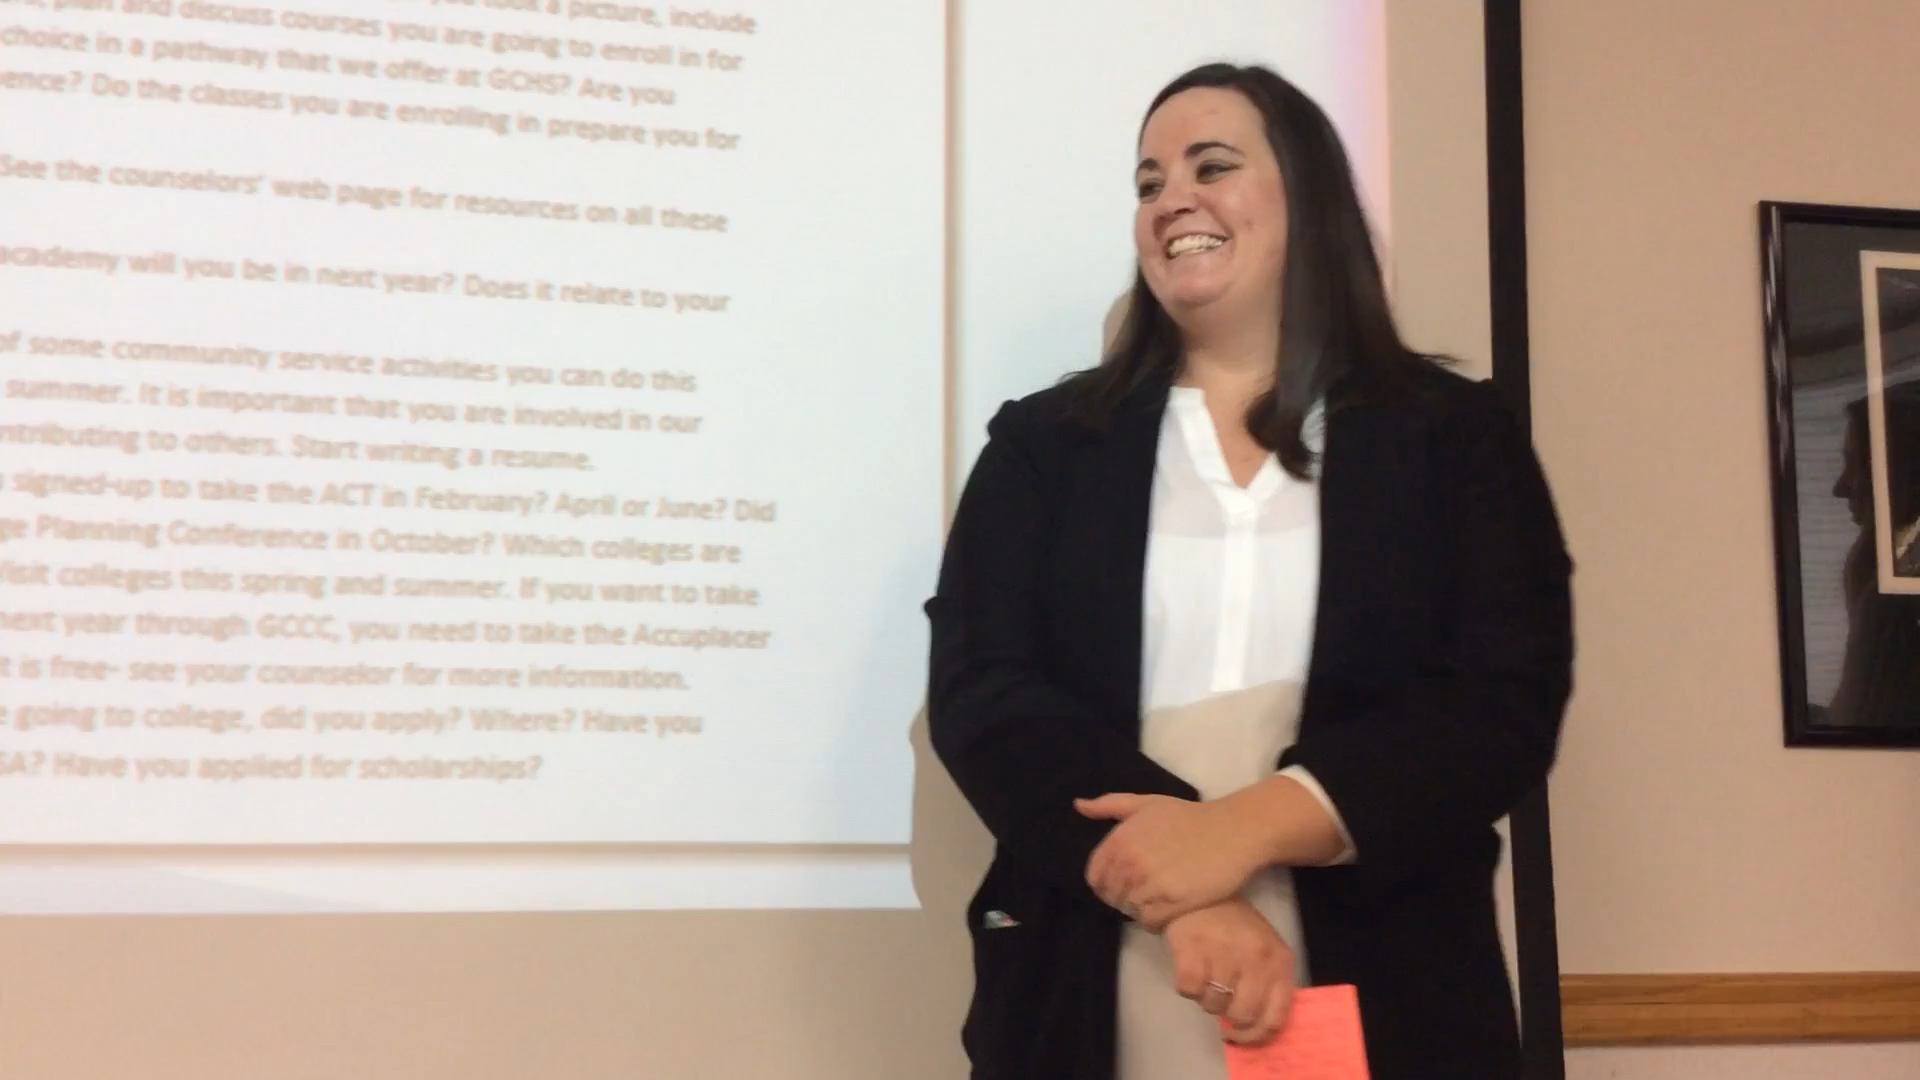 plan and discuss courses you are going to enroll in for
choice in a pathway that we offer at GCHS? Are you
ence? Do the classes you are enrolling in prepare you for
See the counselors' web page for resources on all these
academy will you be in next year? Does it relate to your
of some community service activities you can do this
summer. It is important that you are involved in our
ntributing to others. Start writing a resume.
signed-up to take the ACT in February? April or June? Did
ge Planning Conference in October? Which colleges are
Visit colleges this spring and summer. If you want to take
next year through GCCC, you need to take the Accuplacer
t is free- see your counselor for more information.
e going to college, did you apply? Where? Have you
SA? Have you applied for scholarships?